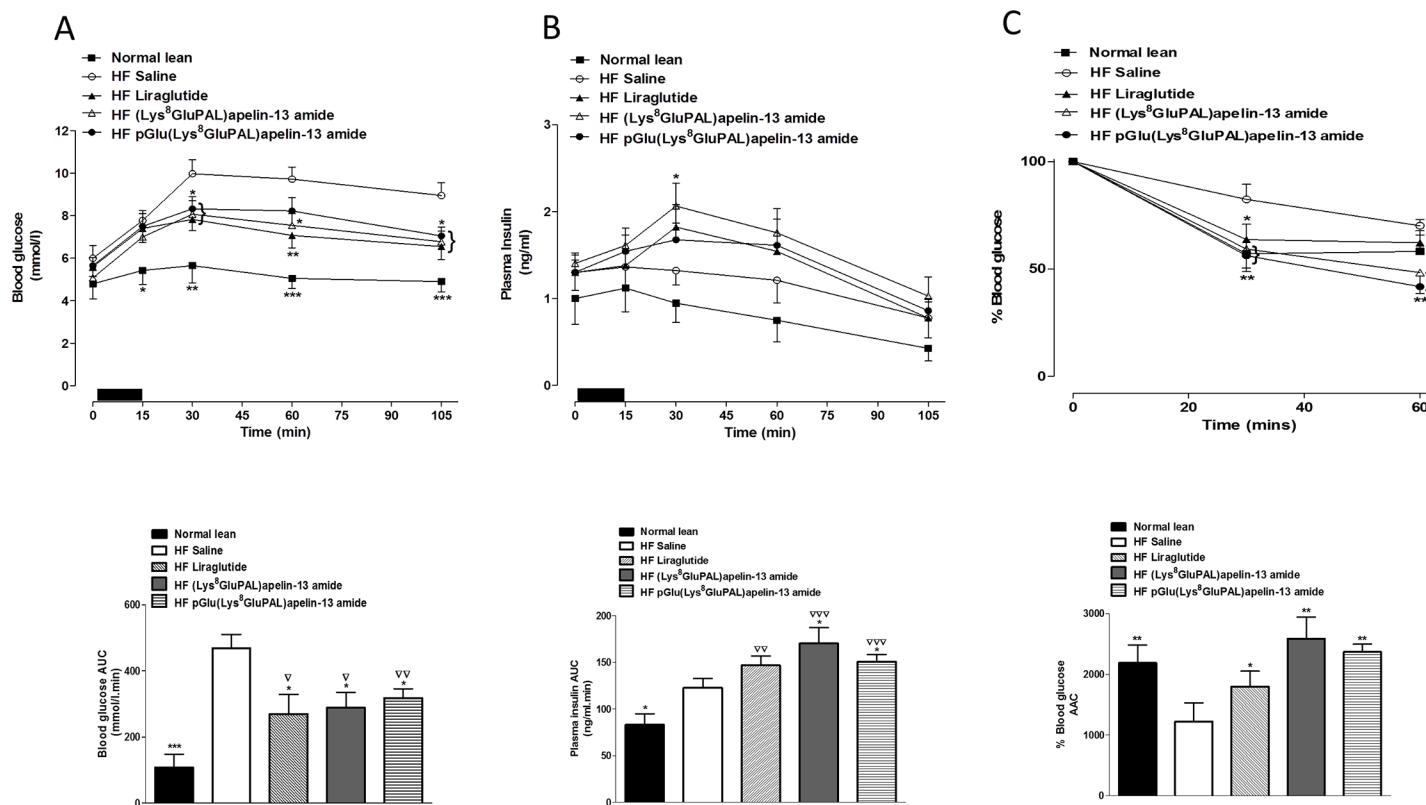 A
Normal lean
HF Saline
HF Liraglutide
HF (Lys⁸GluPAL)apelin-13 amide
HF pGlu(Lys⁸GluPAL)apelin-13 amide
12
10
8
6
4
2
0
Blood glucose
(mmol/l)
*
*
*
*
**
**
***
***
}
}
0 15 30 45 60 75 90 105
Time (min)
B
Normal lean
HF Saline
HF Liraglutide
HF (Lys⁸GluPAL)apelin-13 amide
HF pGlu(Lys⁸GluPAL)apelin-13 amide
3
2
1
0
Plasma Insulin
(ng/ml)
*
0 15 30 45 60 75 90 105
Time (min)
C
Normal lean
HF Saline
HF Liraglutide
HF (Lys⁸GluPAL)apelin-13 amide
HF pGlu(Lys⁸GluPAL)apelin-13 amide
100
50
0
% Blood glucose
*
}
**
**
0 20 40 60
Time (mins)
Normal lean
HF Saline
HF Liraglutide
HF (Lys⁸GluPAL)apelin-13 amide
HF pGlu(Lys⁸GluPAL)apelin-13 amide
600
400
200
0
Blood glucose AUC
(mmol/l.min)
***
∇
*
∇
*
∇∇
*
Normal lean
HF Saline
HF Liraglutide
HF (Lys⁸GluPAL)apelin-13 amide
HF pGlu(Lys⁸GluPAL)apelin-13 amide
200
150
100
50
0
Plasma insulin AUC
(ng/ml.min)
*
∇∇
∇∇∇
*
∇∇∇
*
Normal lean
HF Saline
HF Liraglutide
HF (Lys⁸GluPAL)apelin-13 amide
HF pGlu(Lys⁸GluPAL)apelin-13 amide
3000
2000
1000
0
% Blood glucose
AAC
**
*
**
**